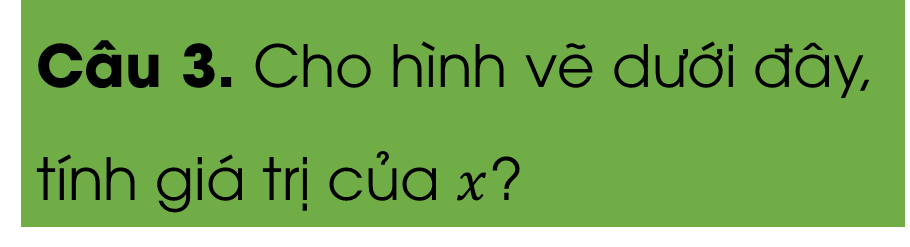 Câu 3. Cho hình vẽ dưới đây,
tính giá trị của x?